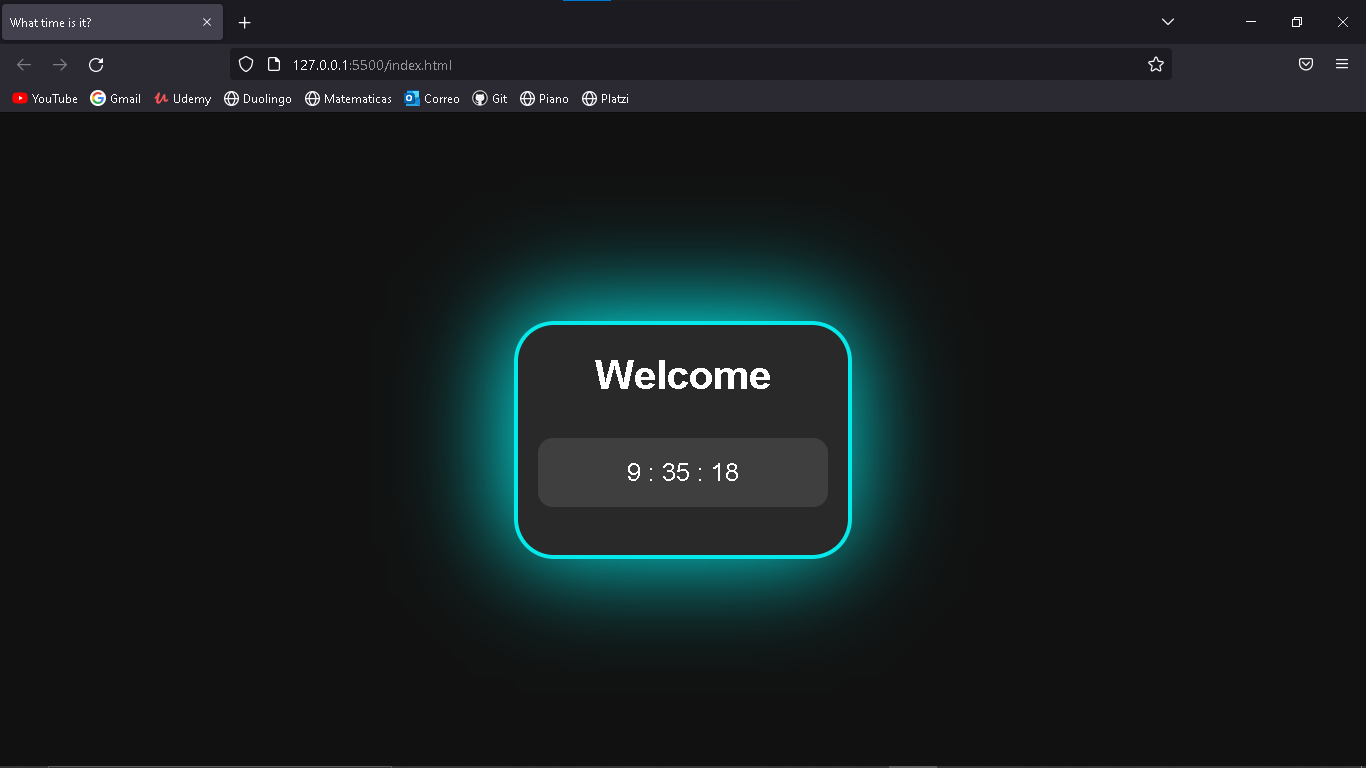 What time is it?
127.0.0.1:5500/index.html
YouTube Gmail Udemy Duolingo Matematicas Correo Git Piano Platzi
Welcome
9 : 35 : 18